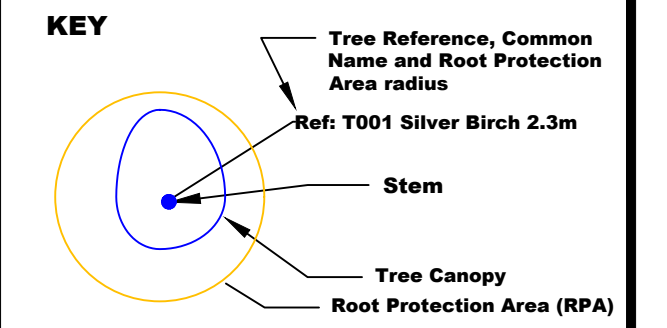 KEY
Tree Reference, Common
Name and Root Protection
Area radius
Ref: T001 Silver Birch 2.3m
Stem
Tree Canopy
Root Protection Area (RPA)